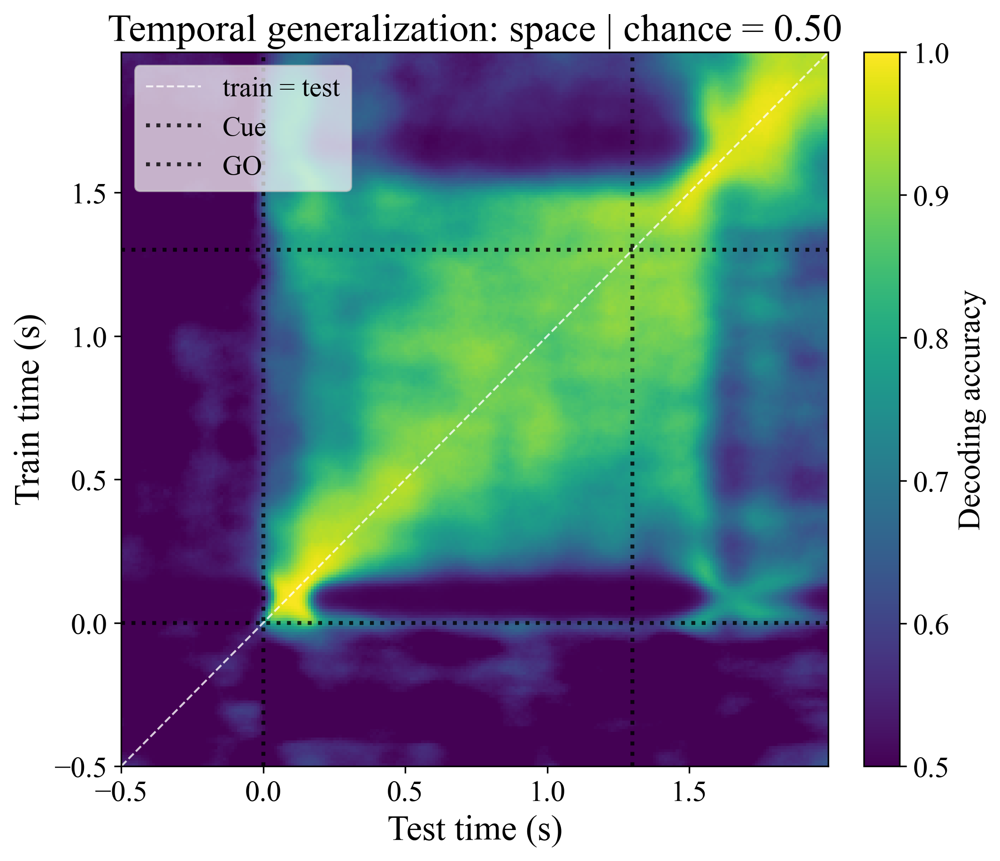 Temporal generalization: space | chance = 0.50
train = test
Cue
GO
Train time (s)
1.5
1.0
0.5
0.0
−0.5
−0.5 0.0 0.5 1.0 1.5
Test time (s)
1.0
0.9
0.8
0.7
0.6
0.5
Decoding accuracy